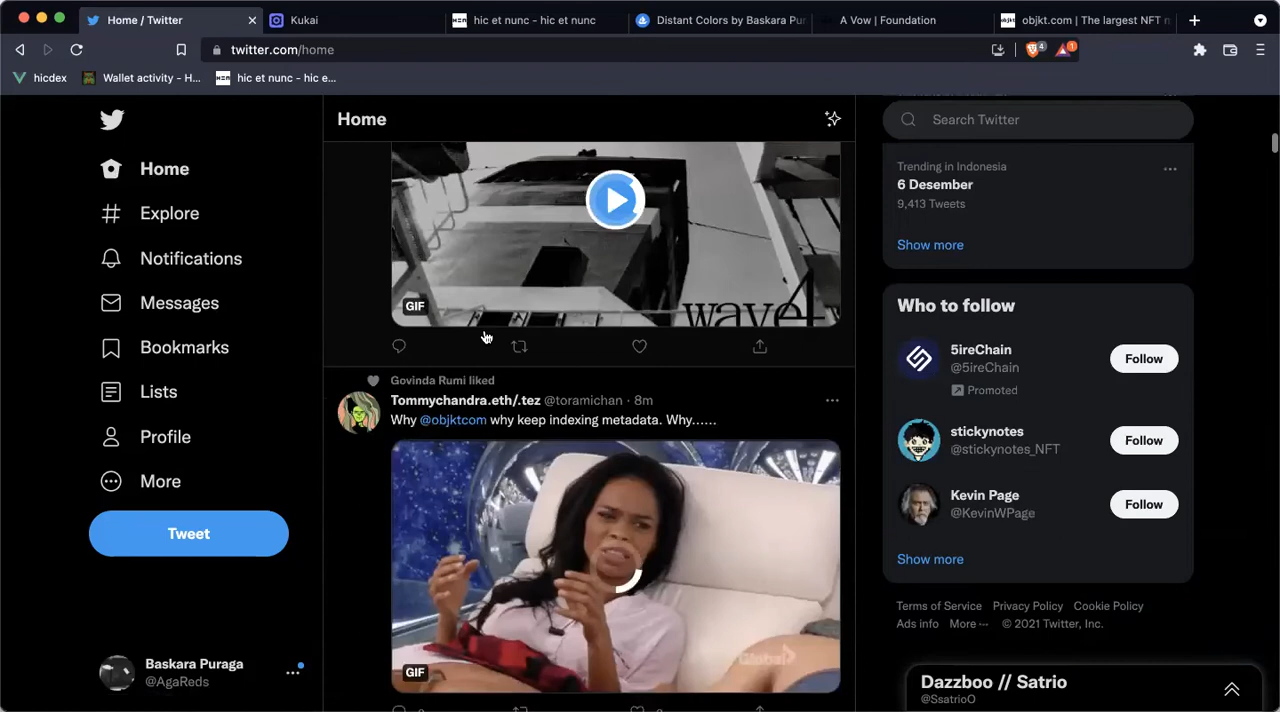 Home / Twitter
Kukai
hic et nunc - hic et nunc
Distant Colors by Baskara Pur
A Vow | Foundation
objkt.com | The largest NFT m
twitter.com/home
4
1
hicdex
Wallet activity - H...
hic et nunc - hic e...
Home
Explore
Notifications
Messages
Bookmarks
Lists
Profile
More
Tweet
Baskara Puraga
@AgaReds
Home
wave4
GIF
Govinda Rumi liked
Tommychandra.eth/.tez @toramichan · 8m
Why @objktcom why keep indexing metadata. Why......
Global
GIF
Search Twitter
Trending in Indonesia
6 Desember
9,413 Tweets
Show more
Who to follow
5ireChain
@5ireChain
Promoted
Follow
stickynotes
@stickynotes_NFT
Follow
Kevin Page
@KevinWPage
Follow
Show more
Terms of Service Privacy Policy Cookie Policy
Ads info More ··· © 2021 Twitter, Inc.
Dazzboo // Satrio
@SsatrioO